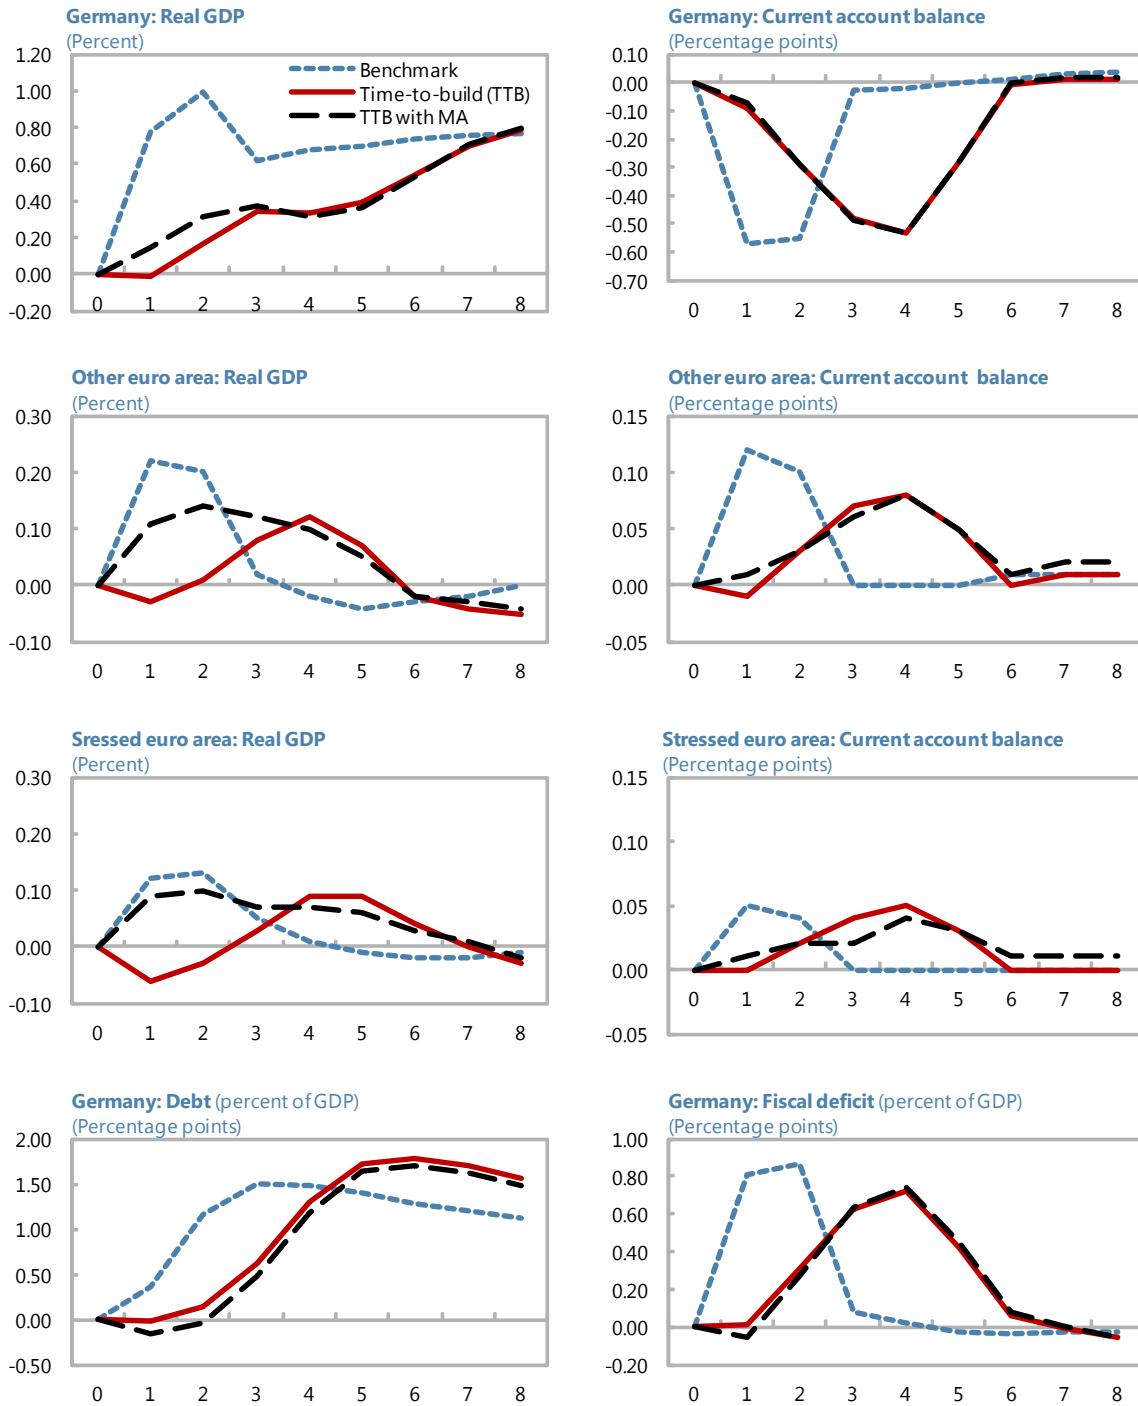 Germany: Real GDP
(Percent)
1.20
1.00
0.80
0.60
0.40
0.20
0.00
-0.20
Benchmark
Time-to-build (TTB)
TTB with MA
0 1 2 3 4 5 6 7 8
Germany: Current account balance
(Percentage points)
0.10
0.00
-0.10
-0.20
-0.30
-0.40
-0.50
-0.60
-0.70
0 1 2 3 4 5 6 7 8
Other euro area: Real GDP
(Percent)
0.30
0.20
0.10
0.00
-0.10
0 1 2 3 4 5 6 7 8
Other euro area: Current account balance
(Percentage points)
0.15
0.10
0.05
0.00
-0.05
0 1 2 3 4 5 6 7 8
Sressed euro area: Real GDP
(Percent)
0.30
0.20
0.10
0.00
-0.10
0 1 2 3 4 5 6 7 8
Stressed euro area: Current account balance
(Percentage points)
0.15
0.10
0.05
0.00
-0.05
0 1 2 3 4 5 6 7 8
Germany: Debt (percent of GDP)
(Percentage points)
2.00
1.50
1.00
0.50
0.00
-0.50
0 1 2 3 4 5 6 7 8
Germany: Fiscal deficit (percent of GDP)
(Percentage points)
1.00
0.80
0.60
0.40
0.20
0.00
-0.20
0 1 2 3 4 5 6 7 8